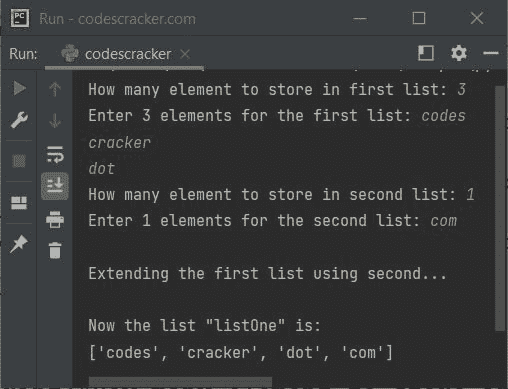 PC
Run - codescracker.com
Run: codescracker
How many element to store in first list: 3
Enter 3 elements for the first list: codes
cracker
dot
How many element to store in second list: 1
Enter 1 elements for the second list: com
Extending the first list using second...
Now the list "listOne" is:
['codes', 'cracker', 'dot', 'com']